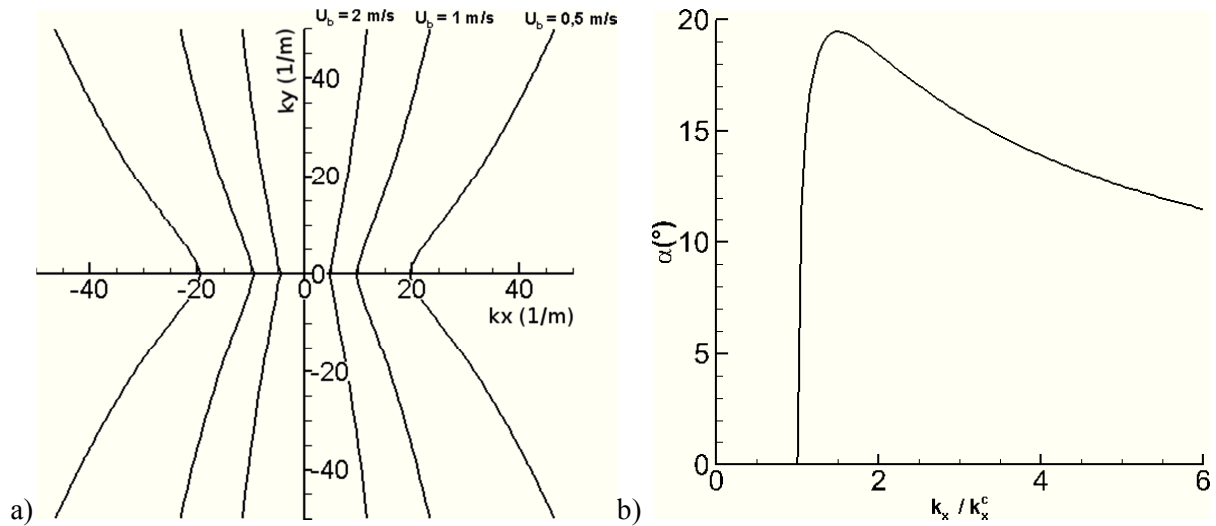 U_b = 2 m/s U_b = 1 m/s U_b = 0,5 m/s
ky (1/m)
40
20
-40 -20 0 0 20 40
kx (1/m)
-20
-40
a)
20
15
10
5
0
α(°)
0 2 4 6
k_x / k_x^c
b)